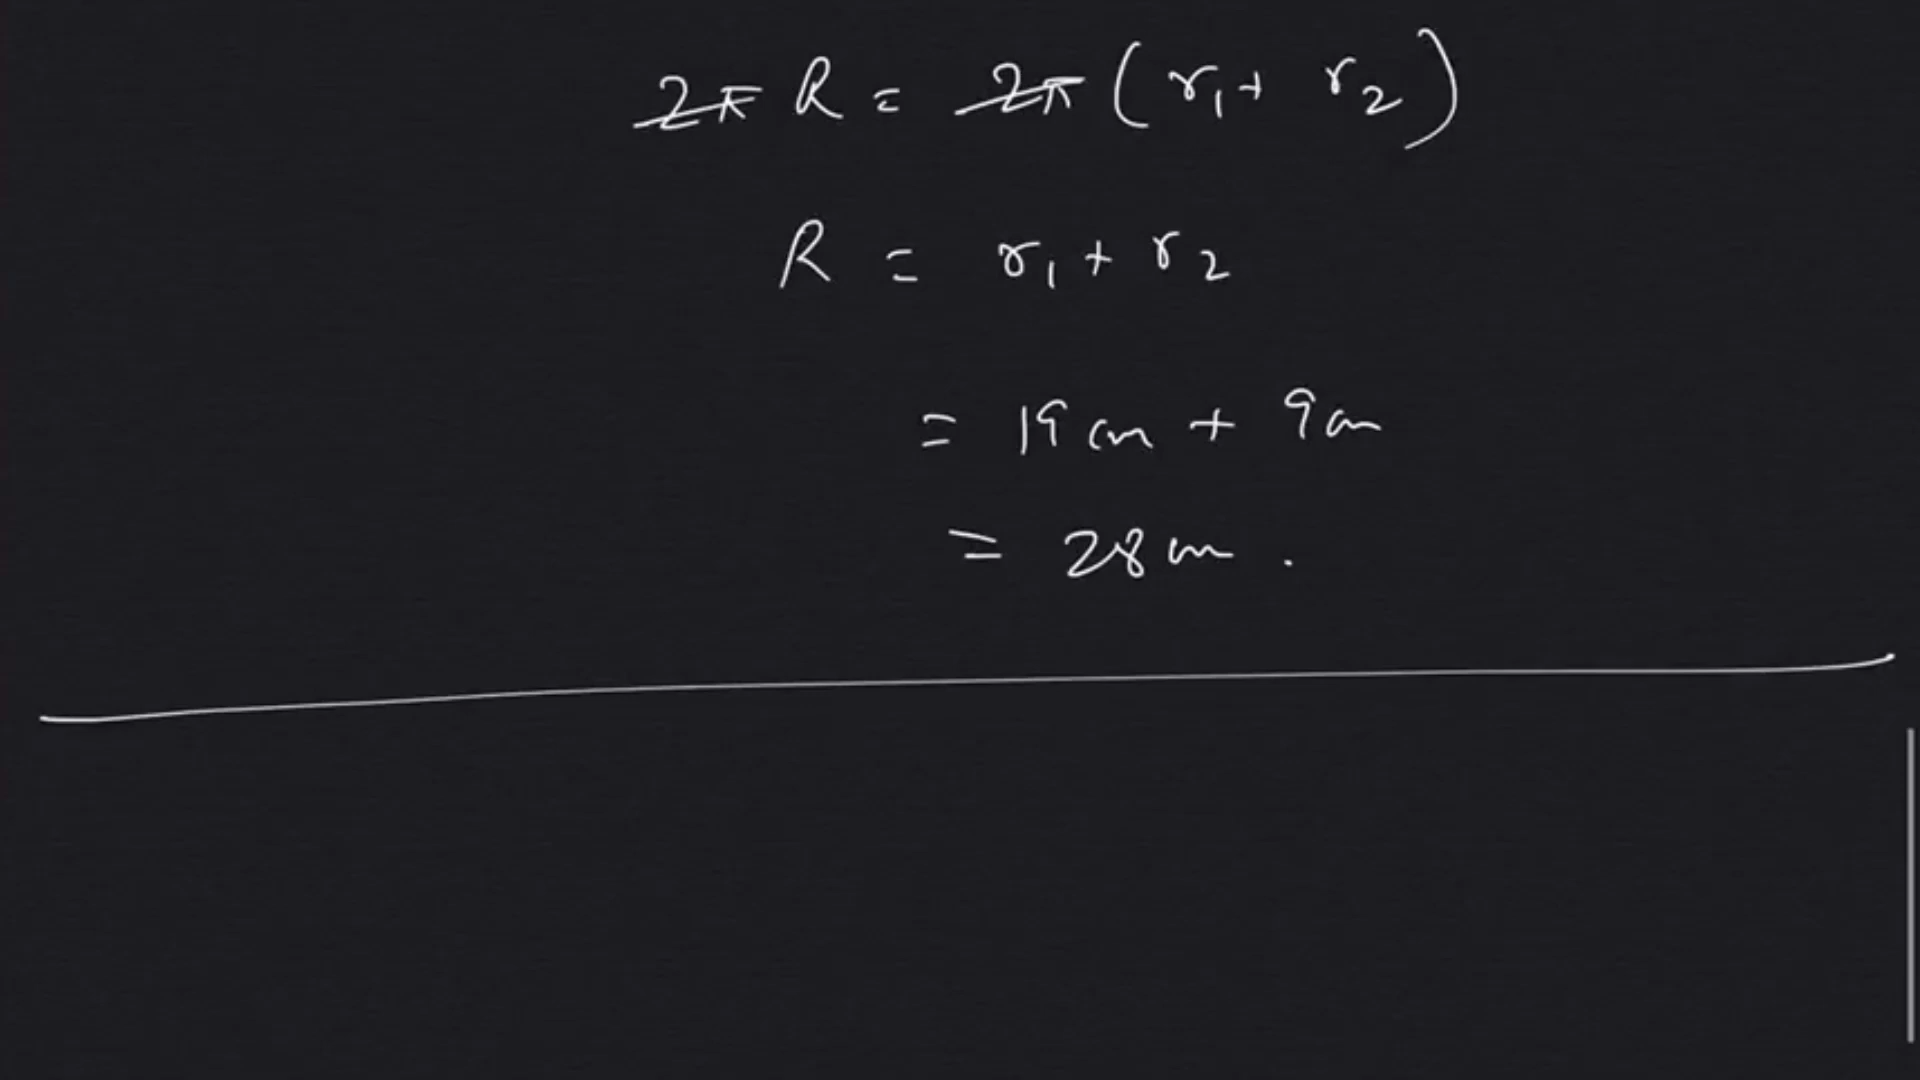 2π R = 2π ( r₁ + r₂ )
R = r₁ + r₂
= 19 cm + 9 cm
= 28 cm .